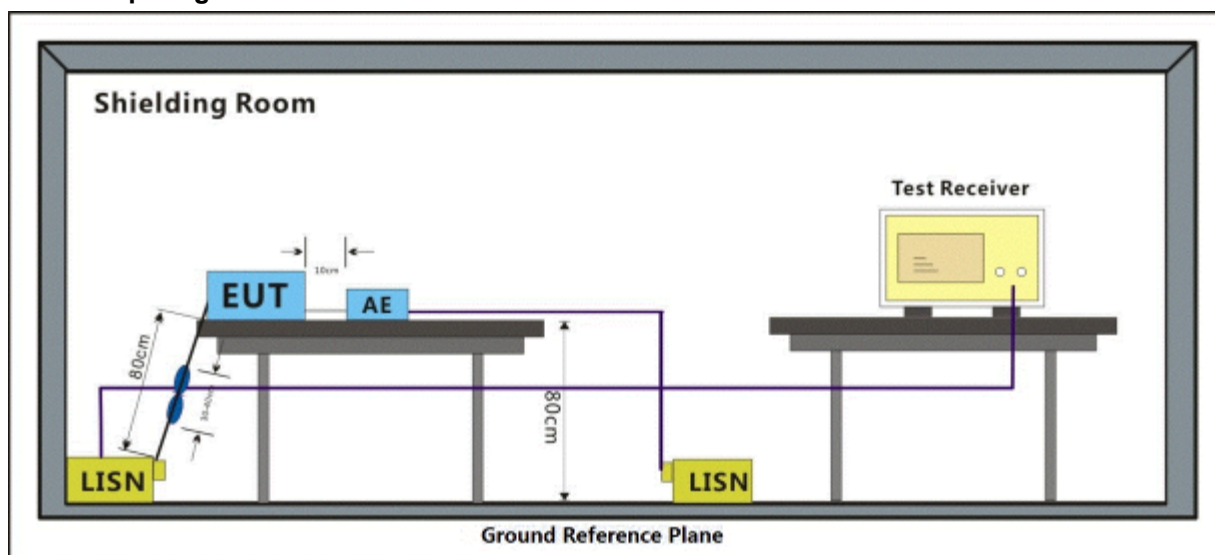 Shielding Room
Test Receiver
10cm
EUT
AE
80cm
80cm
LISN
LISN
Ground Reference Plane